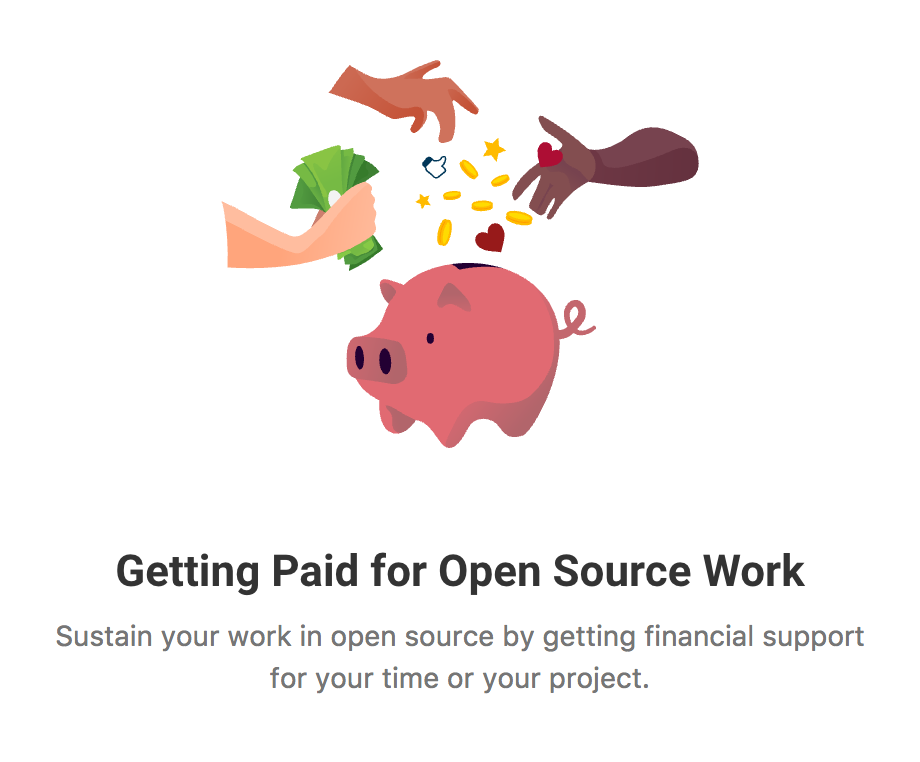 Getting Paid for Open Source Work
Sustain your work in open source by getting financial support
for your time or your project.